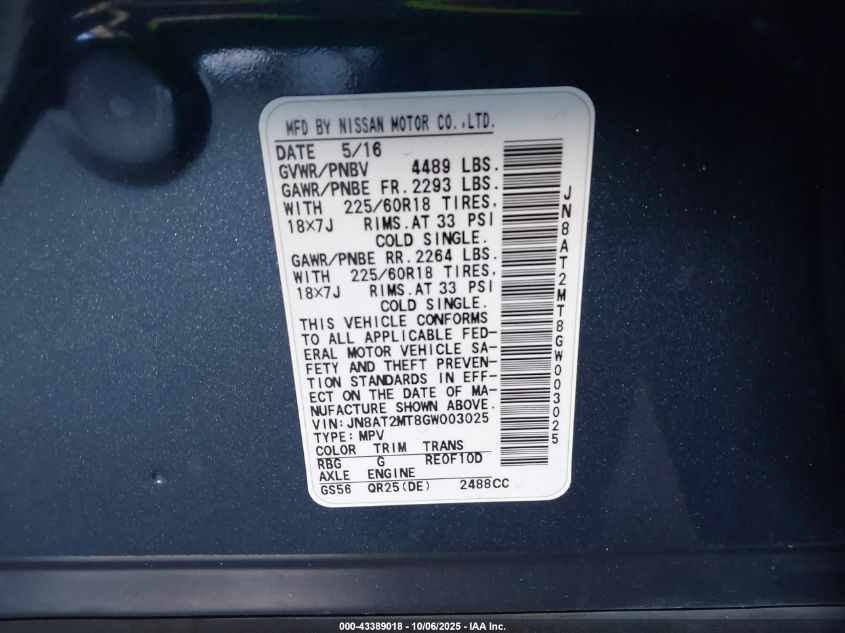 MFD BY NISSAN MOTOR CO.,LTD.
DATE 5/16
GVWR/PNBV 4489 LBS.
GAWR/PNBE FR. 2293 LBS.
WITH 225/60R18 TIRES,
18×7J RIMS.AT 33 PSI
COLD SINGLE.
GAWR/PNBE RR. 2264 LBS.
WITH 225/60R18 TIRES,
18×7J RIMS.AT 33 PSI
COLD SINGLE.
THIS VEHICLE CONFORMS
TO ALL APPLICABLE FED-
ERAL MOTOR VEHICLE SA-
FETY AND THEFT PREVEN-
TION STANDARDS IN EFF-
ECT ON THE DATE OF MA-
NUFACTURE SHOWN ABOVE.
VIN:JN8AT2MT8GW003025
TYPE:MPV
COLOR TRIM TRANS
RBG G RE0F10D
AXLE ENGINE
GS56 QR25(DE) 2488CC
JN8AT2MT8GW003025
000-43389018 - 10/06/2025 - IAA Inc.